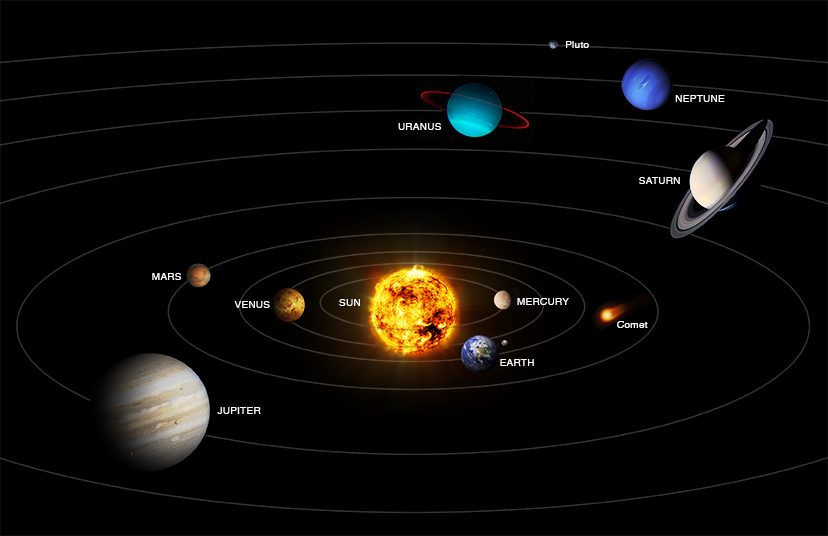 Pluto
NEPTUNE
URANUS
SATURN
MARS
VENUS
SUN
MERCURY
Comet
EARTH
JUPITER